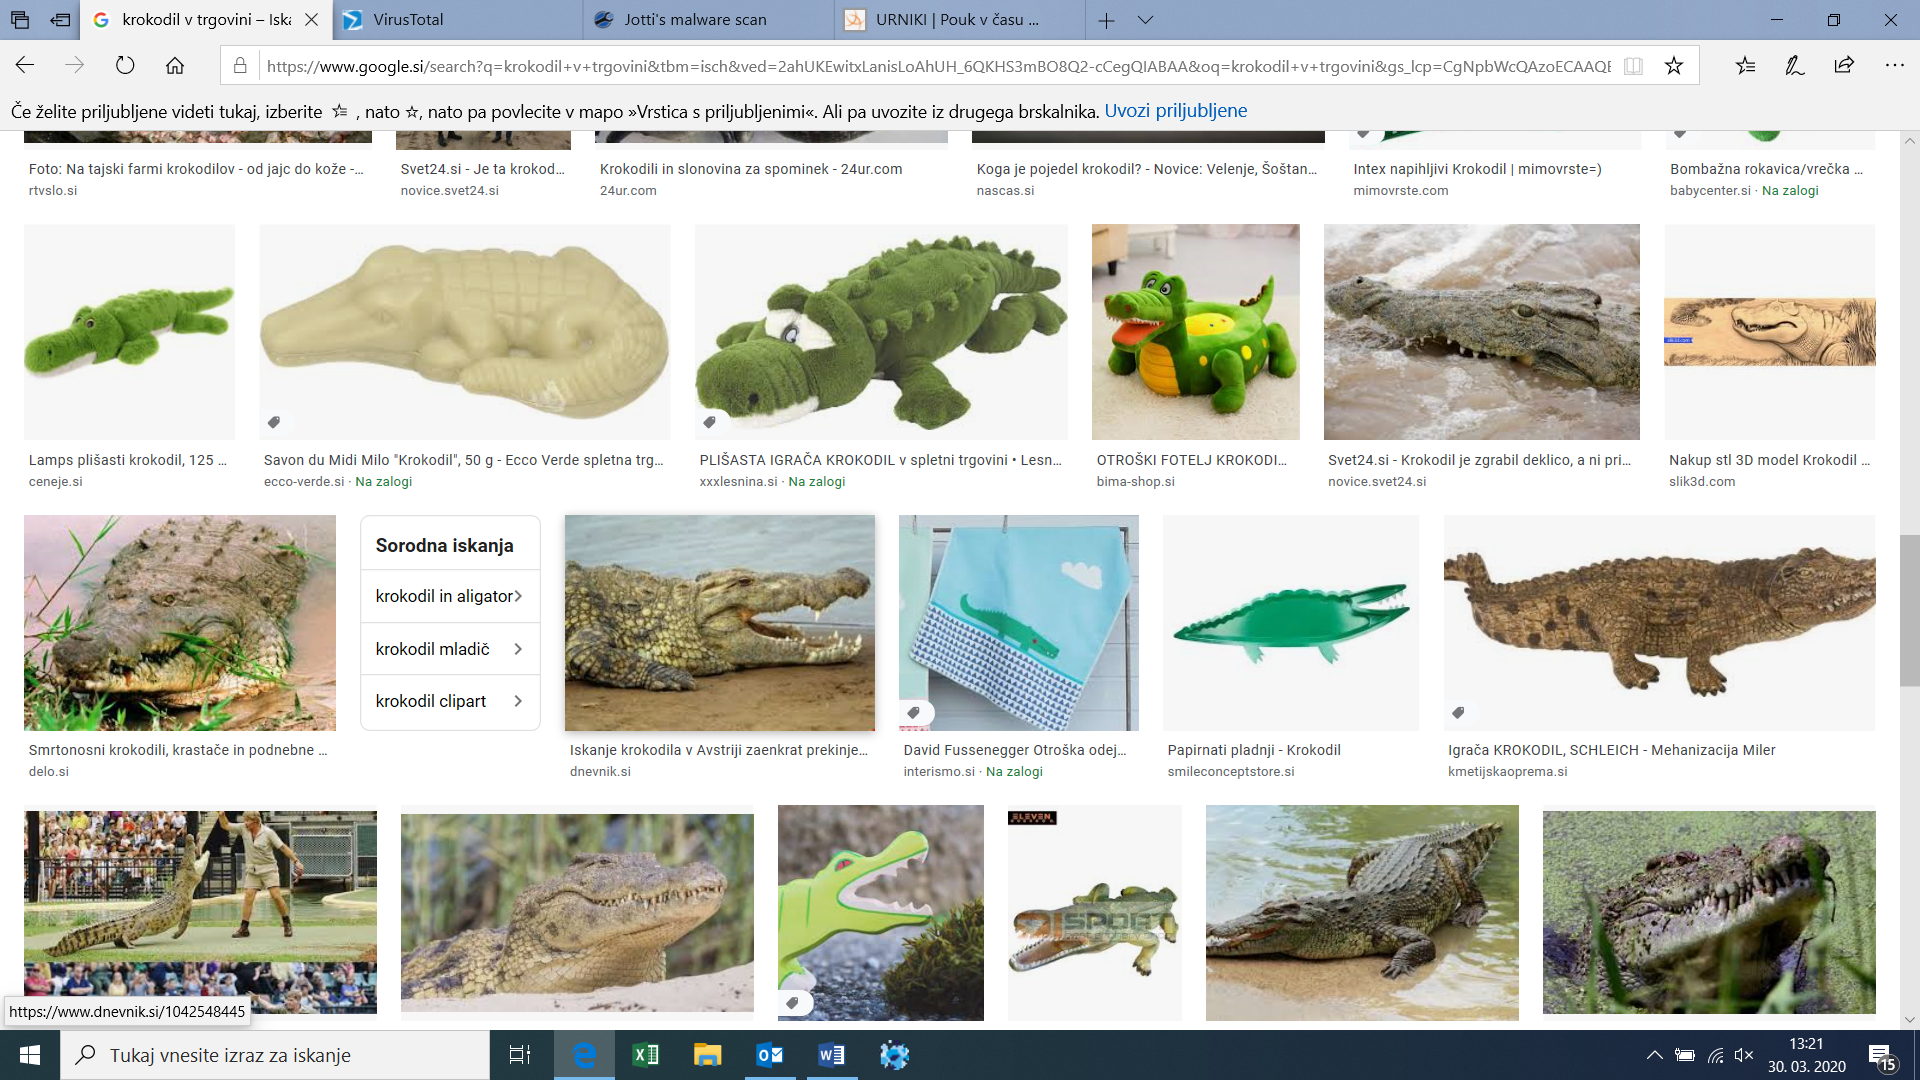 krokodil v trgovini – Iska
VirusTotal
Jotti's malware scan
URNIKI | Pouk v času ...
https://www.google.si/search?q=krokodil+v+trgovini&tbm=isch&ved=2ahUKEwitxLanisLoAhUH_6QKHS3mBO8Q2-cCegQIABAA&oq=krokodil+v+trgovini&gs_lcp=CgNpbWcQAzoECAAQE
Če želite priljubljene videti tukaj, izberite , nato ☆, nato pa povlecite v mapo »Vrstica s priljubljenimi«. Ali pa uvozite iz drugega brskalnika. Uvozi priljubljene
Foto: Na tajski farmi krokodilov - od jajc do kože -...
rtvslo.si
Svet24.si - Je ta krokod...
novice.svet24.si
Krokodili in slonovina za spominek - 24ur.com
24ur.com
Koga je pojedel krokodil? - Novice: Velenje, Šoštan...
nascas.si
Intex napihljivi Krokodil | mimovrste=)
mimovrste.com
Bombažna rokavica/vrečka ...
babycenter.si · Na zalogi
Lamps plišasti krokodil, 125 ...
ceneje.si
Savon du Midi Milo "Krokodil", 50 g - Ecco Verde spletna trg...
ecco-verde.si · Na zalogi
PLIŠASTA IGRAČA KROKODIL v spletni trgovini • Lesn...
xxxlesnina.si · Na zalogi
OTROŠKI FOTELJ KROKODI...
bima-shop.si
Svet24.si - Krokodil je zgrabil deklico, a ni pri...
novice.svet24.si
Nakup stl 3D model Krokodil ...
slik3d.com
Smrtonosni krokodili, krastače in podnebne ...
delo.si
Sorodna iskanja
krokodil in aligator
krokodil mladič
krokodil clipart
Iskanje krokodila v Avstriji zaenkrat prekinje...
dnevnik.si
David Fussenegger Otroška odej...
interismo.si · Na zalogi
Papirnati pladnji - Krokodil
smileconceptstore.si
Igrača KROKODIL, SCHLEICH - Mehanizacija Miler
kmetijskaoprema.si
ELEVEN
SPORT
https://www.dnevnik.si/1042548445
Tukaj vnesite izraz za iskanje
13:21
30. 03. 2020
15